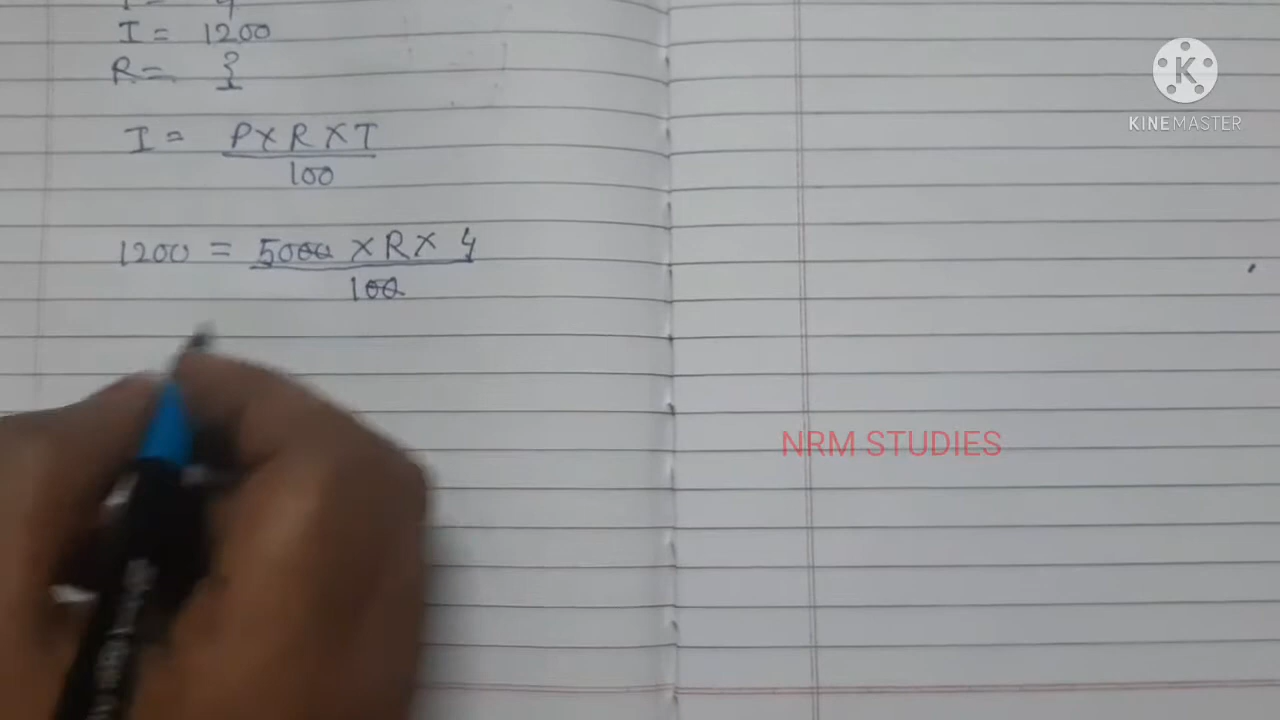 I = 1200
R = ?
I = P X R X T
100
1200 = 5000 X R X 4
100
K
KINEMASTER
NRM STUDIES